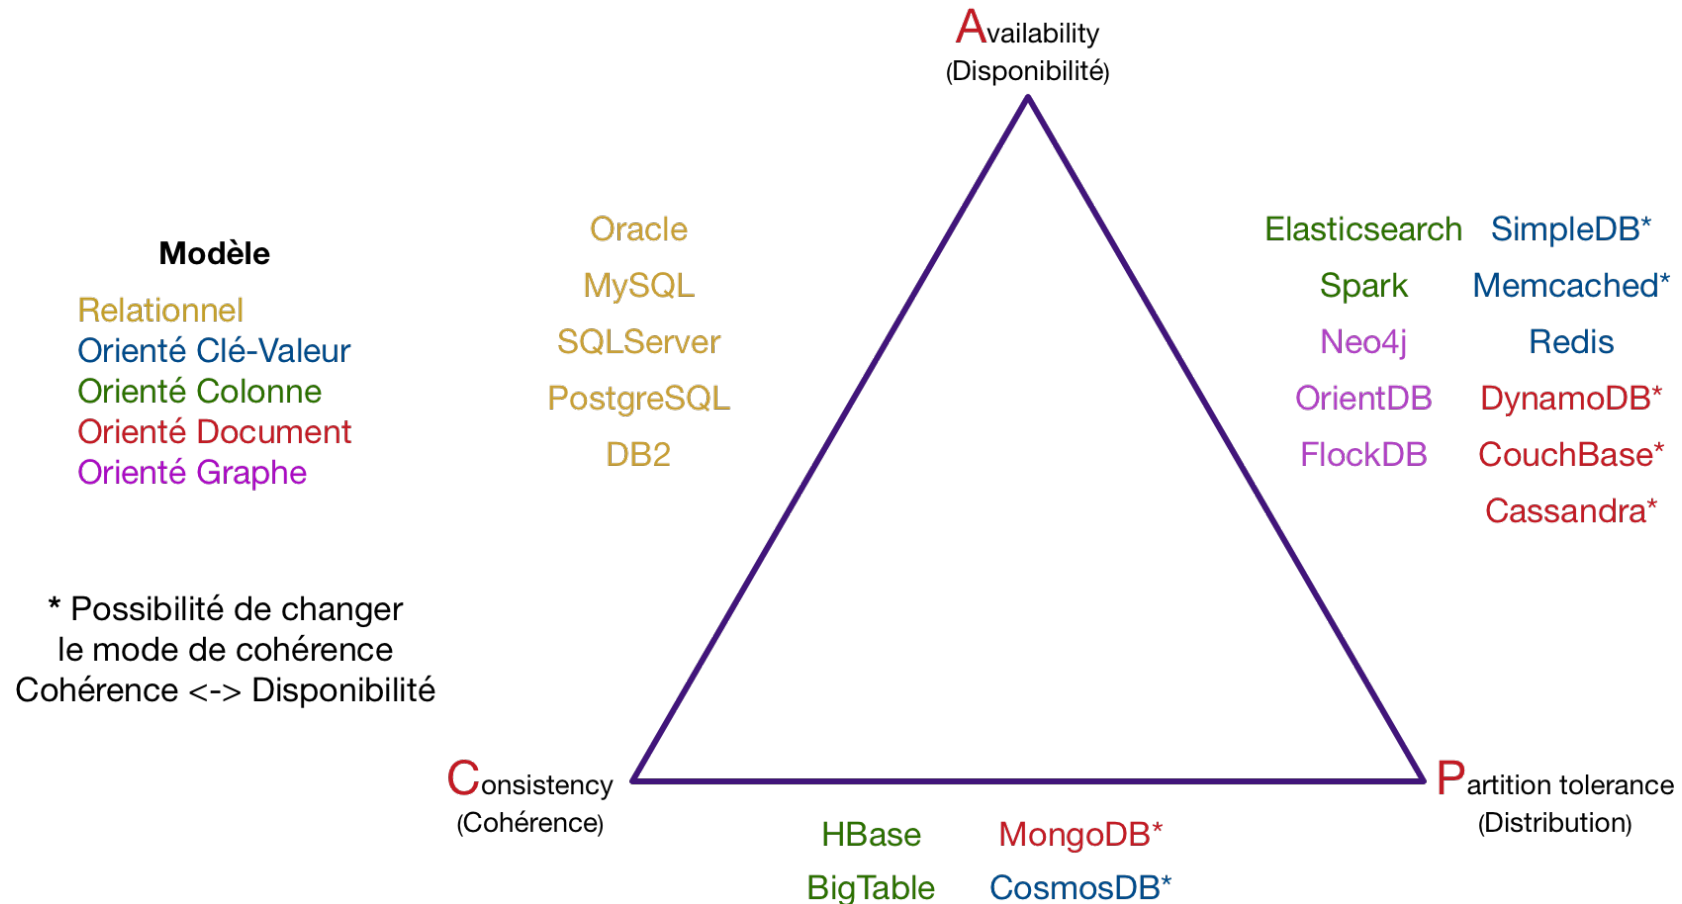 Availability
(Disponibilité)
Modèle
Relationnel
Orienté Clé-Valeur
Orienté Colonne
Orienté Document
Orienté Graphe
* Possibilité de changer
le mode de cohérence
Cohérence <-> Disponibilité
Oracle
MySQL
SQLServer
PostgreSQL
DB2
Elasticsearch
Spark
Neo4j
OrientDB
FlockDB
SimpleDB*
Memcached*
Redis
DynamoDB*
CouchBase*
Cassandra*
Consistency
(Cohérence)
Partition tolerance
(Distribution)
HBase
BigTable
MongoDB*
CosmosDB*